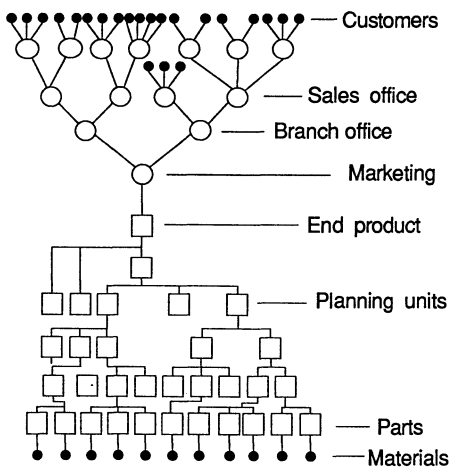 Customers
Sales office
Branch office
Marketing
End product
Planning units
Parts
Materials